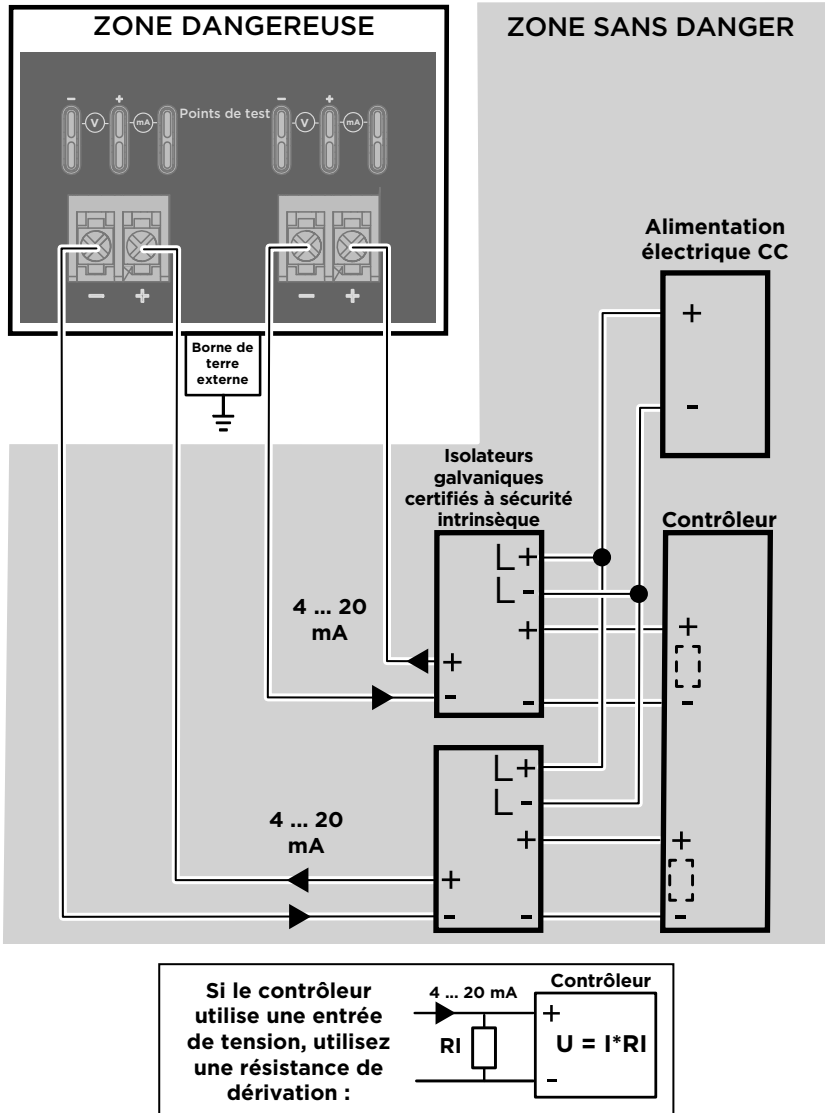 ZONE DANGEREUSE
ZONE SANS DANGER
- + - +
V mA Points de test V mA
- + - +
Borne de
terre
externe
Alimentation
électrique CC
+
-
Isolateurs
galvaniques
certifiés à sécurité
intrinsèque
Contrôleur
L +
L -
+
+
4 ... 20
mA
+
-
-
-
L +
L -
+
+
4 ... 20
mA
+
-
-
-
Si le contrôleur
utilise une entrée
de tension, utilisez
une résistance de
dérivation :
4 ... 20 mA
Contrôleur
+
RI
U = I*RI
-